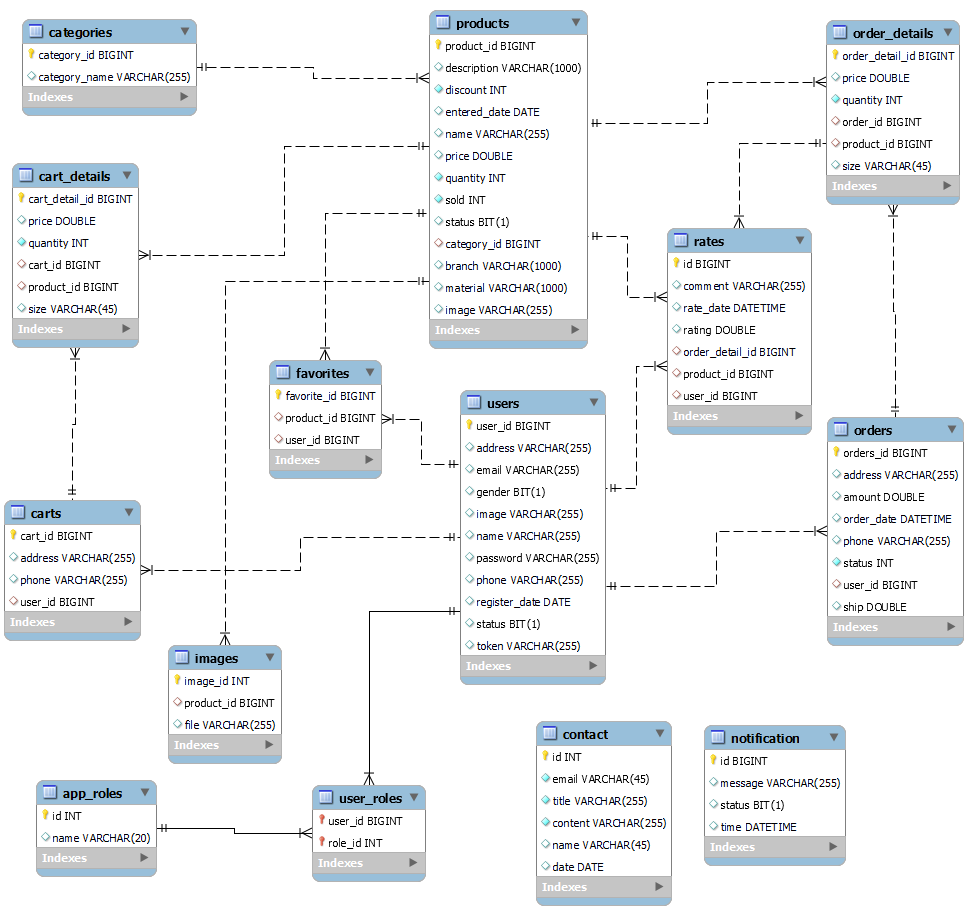 categories
category_id BIGINT
category_name VARCHAR(255)
Indexes
products
product_id BIGINT
description VARCHAR(1000)
discount INT
entered_date DATE
name VARCHAR(255)
price DOUBLE
quantity INT
sold INT
status BIT(1)
category_id BIGINT
branch VARCHAR(1000)
material VARCHAR(1000)
image VARCHAR(255)
Indexes
order_details
order_detail_id BIGINT
price DOUBLE
quantity INT
order_id BIGINT
product_id BIGINT
size VARCHAR(45)
Indexes
cart_details
cart_detail_id BIGINT
price DOUBLE
quantity INT
cart_id BIGINT
product_id BIGINT
size VARCHAR(45)
Indexes
rates
id BIGINT
comment VARCHAR(255)
rate_date DATETIME
rating DOUBLE
order_detail_id BIGINT
product_id BIGINT
user_id BIGINT
Indexes
favorites
favorite_id BIGINT
product_id BIGINT
user_id BIGINT
Indexes
users
user_id BIGINT
address VARCHAR(255)
email VARCHAR(255)
gender BIT(1)
image VARCHAR(255)
name VARCHAR(255)
password VARCHAR(255)
phone VARCHAR(255)
register_date DATE
status BIT(1)
token VARCHAR(255)
Indexes
orders
orders_id BIGINT
address VARCHAR(255)
amount DOUBLE
order_date DATETIME
phone VARCHAR(255)
status INT
user_id BIGINT
ship DOUBLE
Indexes
carts
cart_id BIGINT
address VARCHAR(255)
phone VARCHAR(255)
user_id BIGINT
Indexes
images
image_id INT
product_id BIGINT
file VARCHAR(255)
Indexes
contact
id INT
email VARCHAR(45)
title VARCHAR(255)
content VARCHAR(255)
name VARCHAR(45)
date DATE
Indexes
notification
id BIGINT
message VARCHAR(255)
status BIT(1)
time DATETIME
Indexes
app_roles
id INT
name VARCHAR(20)
Indexes
user_roles
user_id BIGINT
role_id INT
Indexes